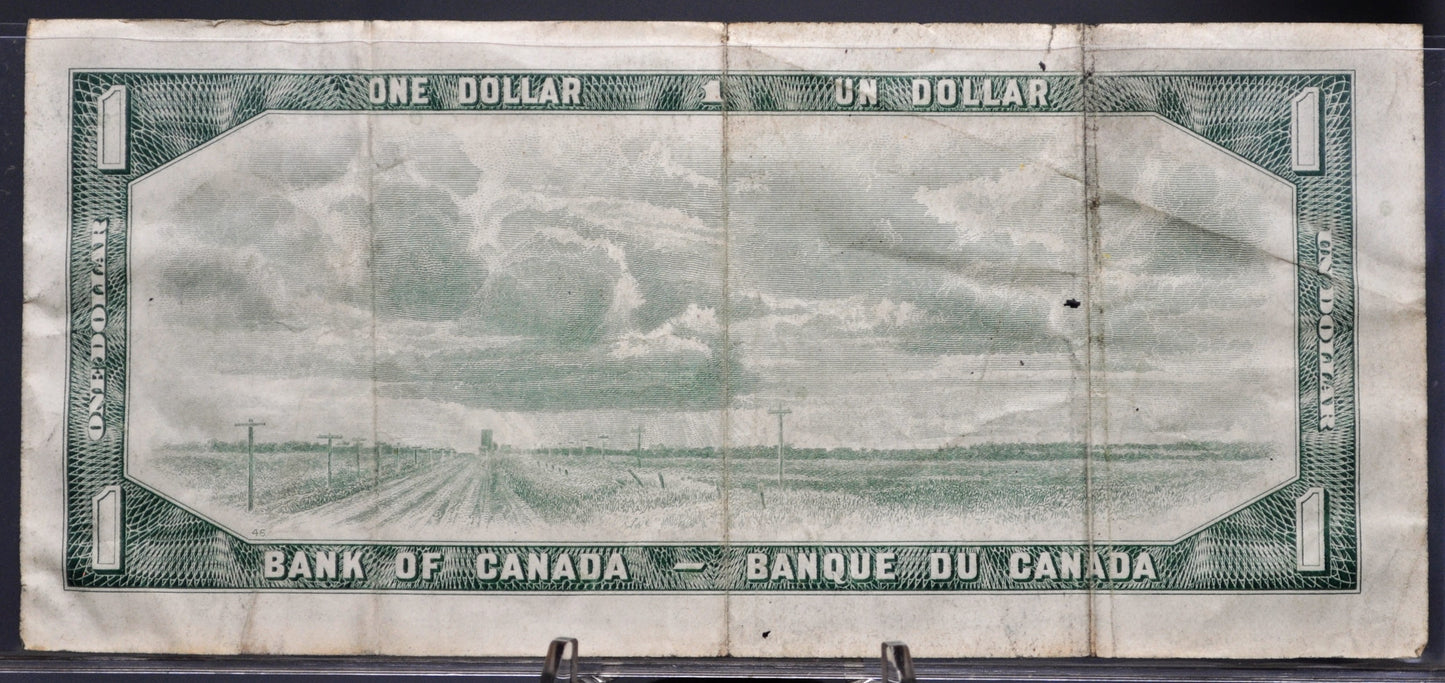 1 ONE DOLLAR 1 UN DOLLAR 1
ONE DOLLAR
UN DOLLAR
46
1 BANK OF CANADA — BANQUE DU CANADA 1